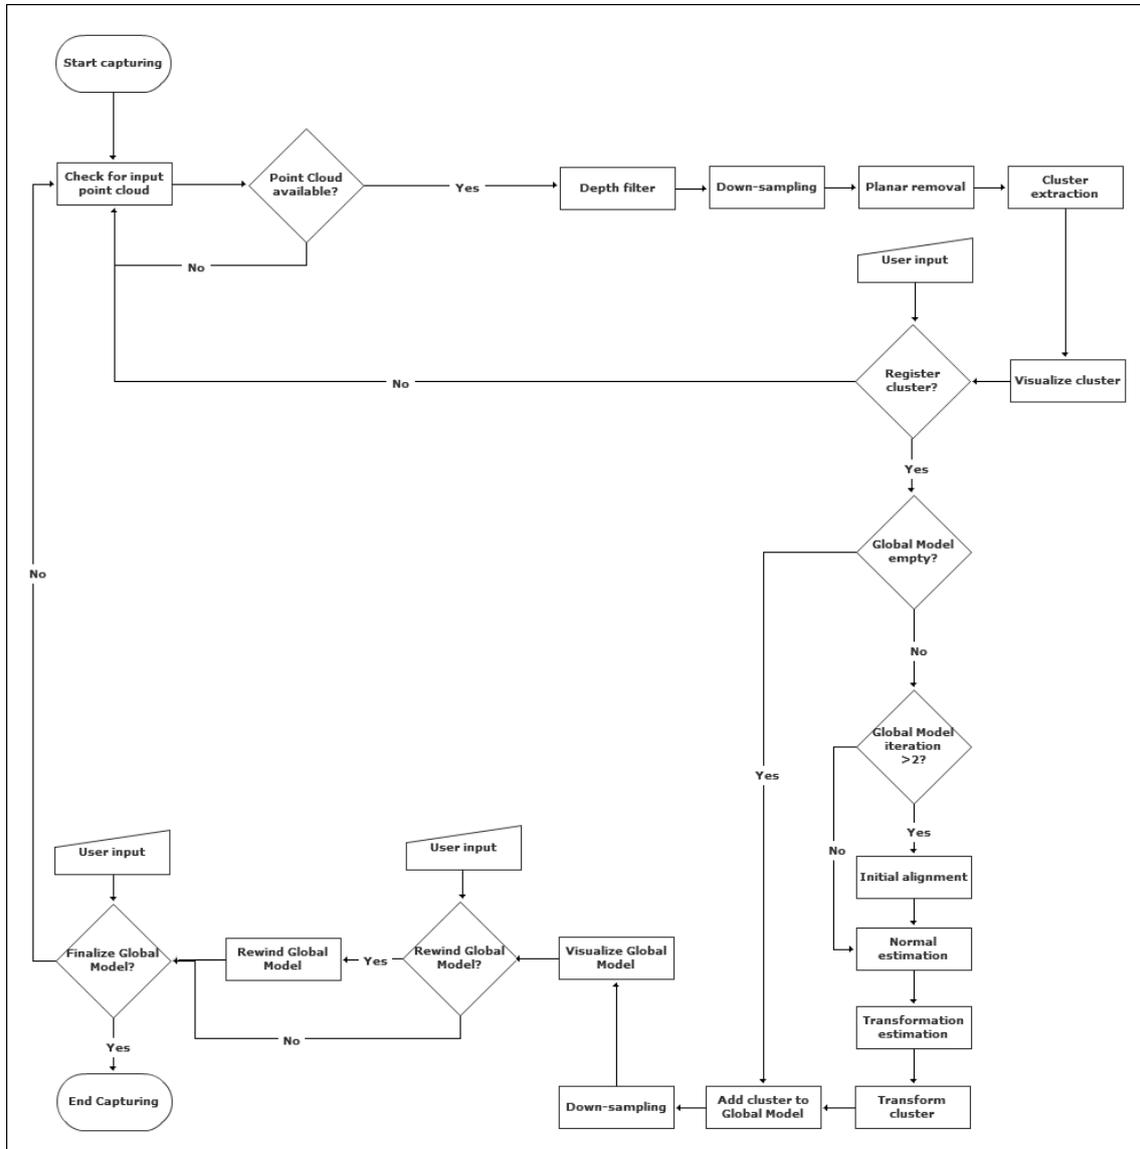 Start capturing
Check for input
point cloud
Point Cloud
available?
Yes
Depth filter
Down-sampling
Planar removal
Cluster
extraction
No
User input
Register
cluster?
Visualize cluster
No
Yes
Global Model
empty?
No
No
Global Model
iteration
>2?
Yes
Yes
No
Initial alignment
Normal
estimation
Transformation
estimation
Transform
cluster
Add cluster to
Global Model
Down-sampling
Visualize Global
Model
User input
Rewind Global
Model?
Yes
Rewind Global
Model
No
User input
Finalize Global
Model?
Yes
End Capturing